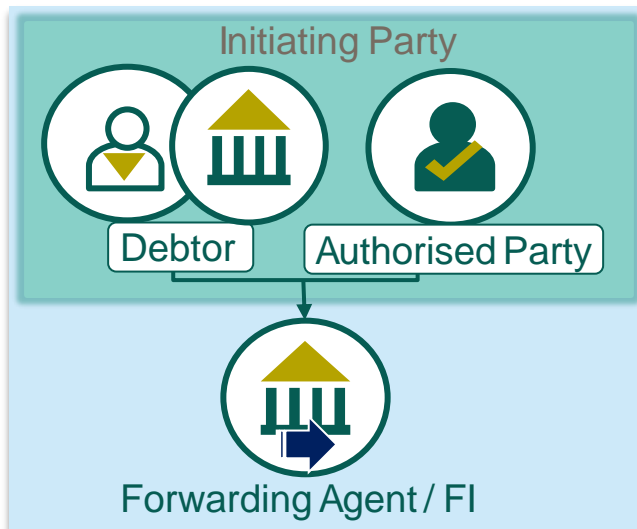 Initiating Party
Debtor
Authorised Party
Forwarding Agent / FI